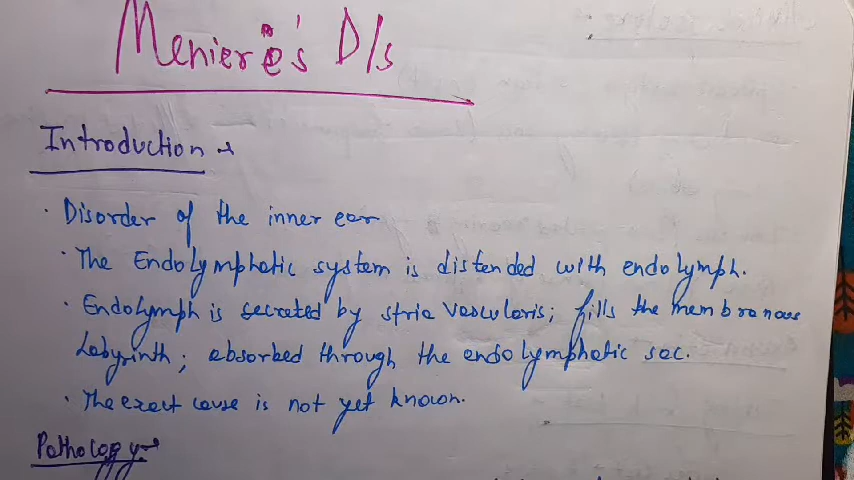 Meniere's D/s
Introduction →
· Disorder of the inner ear
· The Endolymphatic system is distended with endolymph.
· Endolymph is secreted by stria vascularis; fills the membranous
Labyrinth; absorbed through the endolymphatic sac.
· The exact cause is not yet known.
Pathology →